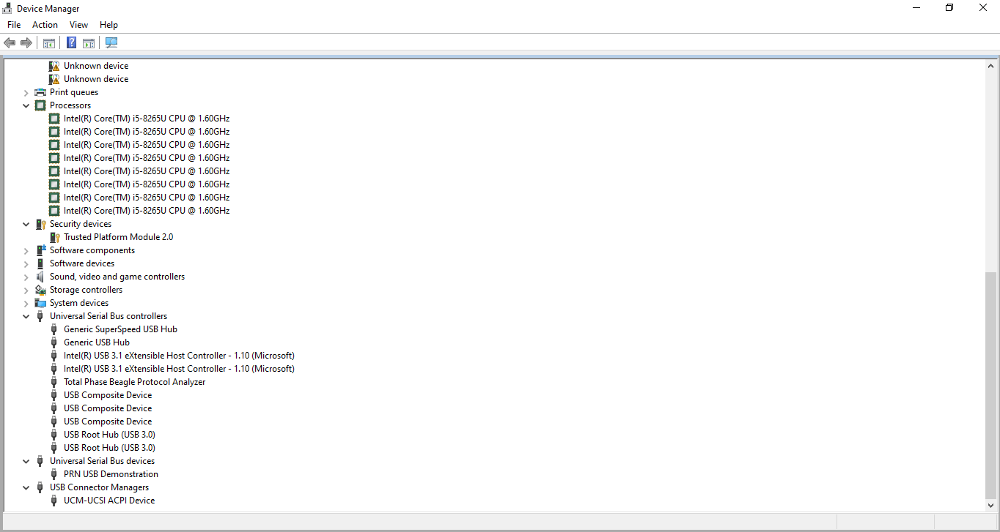 Device Manager
File Action View Help
Unknown device
Unknown device
Print queues
Processors
Intel(R) Core(TM) i5-8265U CPU @ 1.60GHz
Intel(R) Core(TM) i5-8265U CPU @ 1.60GHz
Intel(R) Core(TM) i5-8265U CPU @ 1.60GHz
Intel(R) Core(TM) i5-8265U CPU @ 1.60GHz
Intel(R) Core(TM) i5-8265U CPU @ 1.60GHz
Intel(R) Core(TM) i5-8265U CPU @ 1.60GHz
Intel(R) Core(TM) i5-8265U CPU @ 1.60GHz
Intel(R) Core(TM) i5-8265U CPU @ 1.60GHz
Security devices
Trusted Platform Module 2.0
Software components
Software devices
Sound, video and game controllers
Storage controllers
System devices
Universal Serial Bus controllers
Generic SuperSpeed USB Hub
Generic USB Hub
Intel(R) USB 3.1 eXtensible Host Controller - 1.10 (Microsoft)
Intel(R) USB 3.1 eXtensible Host Controller - 1.10 (Microsoft)
Total Phase Beagle Protocol Analyzer
USB Composite Device
USB Composite Device
USB Composite Device
USB Root Hub (USB 3.0)
USB Root Hub (USB 3.0)
Universal Serial Bus devices
PRN USB Demonstration
USB Connector Managers
UCM-UCSI ACPI Device